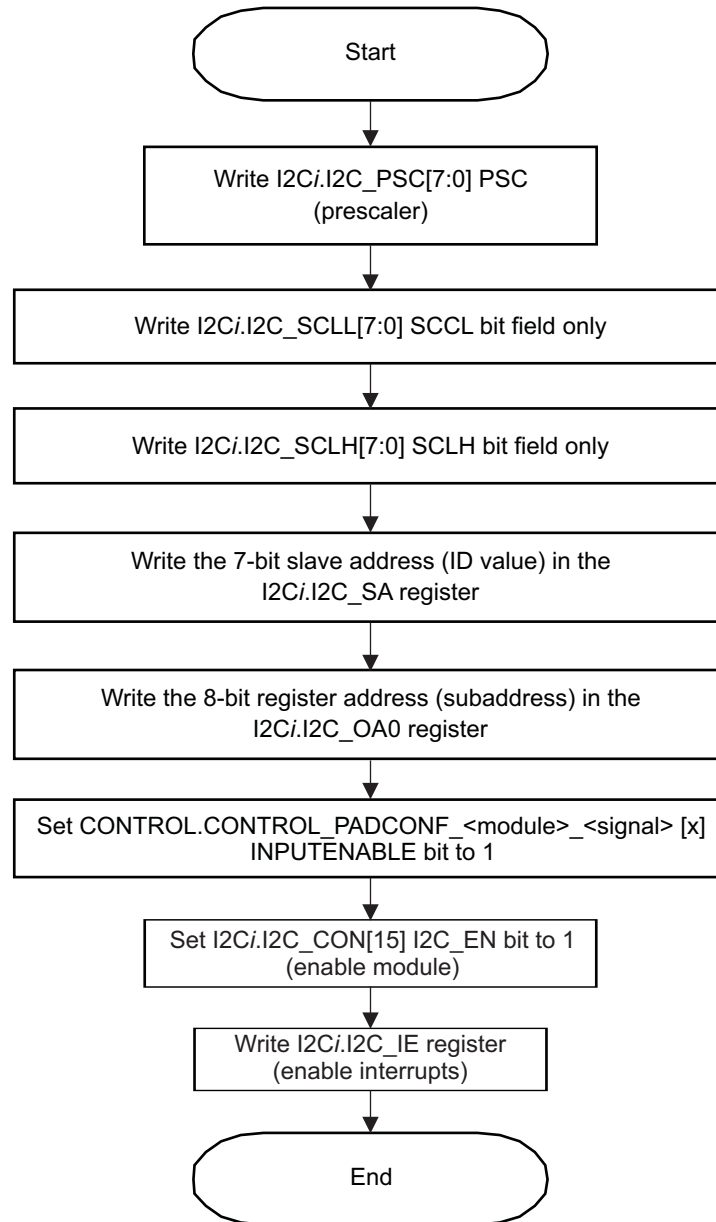 Start
Write I2Ci.I2C_PSC[7:0] PSC
(prescaler)
Write I2Ci.I2C_SCLL[7:0] SCCL bit field only
Write I2Ci.I2C_SCLH[7:0] SCLH bit field only
Write the 7-bit slave address (ID value) in the
I2Ci.I2C_SA register
Write the 8-bit register address (subaddress) in the
I2Ci.I2C_OA0 register
Set CONTROL.CONTROL_PADCONF_<module>_<signal> [x]
INPUTENABLE bit to 1
Set I2Ci.I2C_CON[15] I2C_EN bit to 1
(enable module)
Write I2Ci.I2C_IE register
(enable interrupts)
End